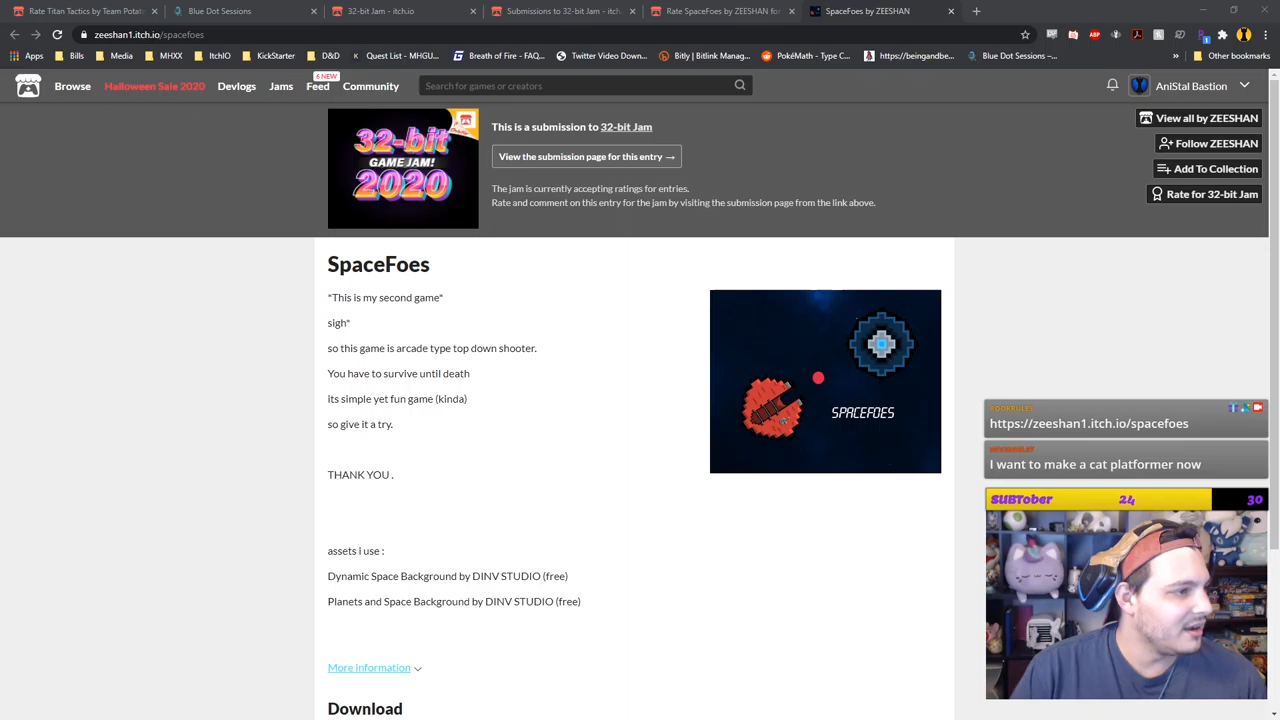 Rate Titan Tactics by Team Potato
Blue Dot Sessions
32-bit Jam - itch.io
Submissions to 32-bit Jam - itch.i
Rate SpaceFoes by ZEESHAN for
SpaceFoes by ZEESHAN
zeeshan1.itch.io/spacefoes
Apps
Bills
Media
MHXX
ItchIO
KickStarter
D&D
Quest List - MHGU...
Breath of Fire - FAQ...
Twitter Video Down...
Bitly | Link Manag...
PokéMath - Type C...
https://beingandbe...
Blue Dot Sessions –...
Other bookmarks
6 NEW
Browse
Halloween Sale 2020
Devlogs
Jams
Feed
Community
Search for games or creators
AniStal Bastion
32-bit
GAME JAM!
2020
This is a submission to 32-bit Jam
View the submission page for this entry →
The jam is currently accepting ratings for entries.
Rate and comment on this entry for the jam by visiting the submission page from the link above.
View all by ZEESHAN
Follow ZEESHAN
Add To Collection
Rate for 32-bit Jam
SpaceFoes
*This is my second game*
sigh*
so this game is arcade type top down shooter.
You have to survive until death
its simple yet fun game (kinda)
so give it a try.
THANK YOU .
assets i use :
Dynamic Space Background by DINV STUDIO (free)
Planets and Space Background by DINV STUDIO (free)
More information
Download
SPACEFOES
https://zeeshan1.itch.io/spacefoes
I want to make a cat platformer now
SUBTober 24 30